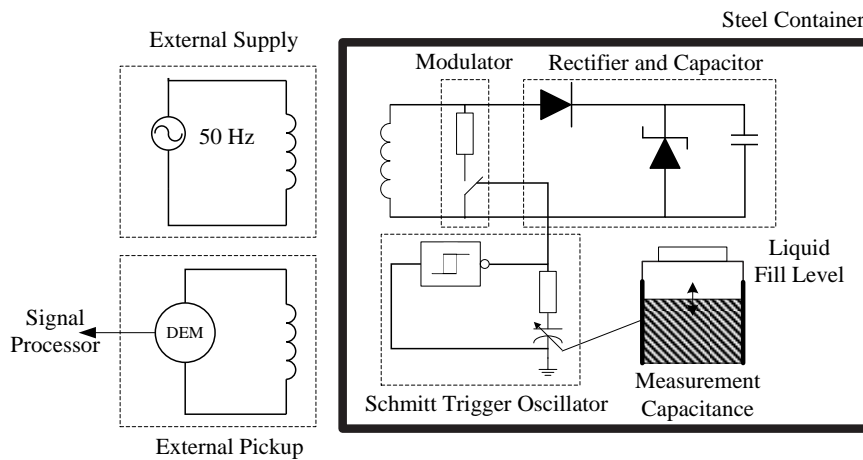 Steel Container
External Supply
Modulator
Rectifier and Capacitor
50 Hz
Liquid
Fill Level
Signal
Processor
DEM
Measurement
Capacitance
Schmitt Trigger Oscillator
External Pickup